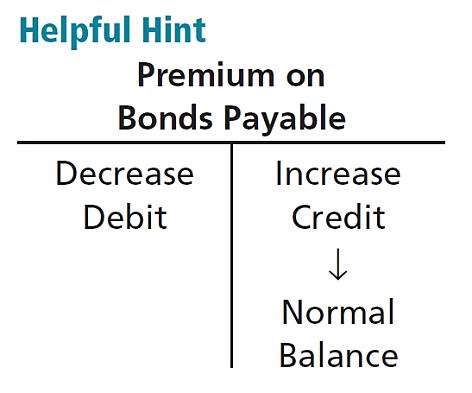 Helpful Hint
Premium on
Bonds Payable
Decrease
Debit
Increase
Credit
↓
Normal
Balance